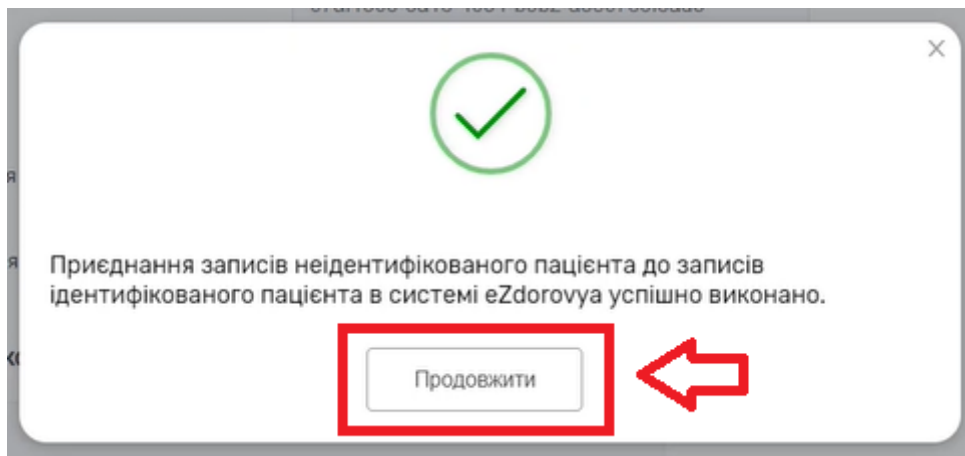 Приєднання записів неідентифікованого пацієнта до записів
ідентифікованого пацієнта в системі eZdorovya успішно виконано.
Продовжити